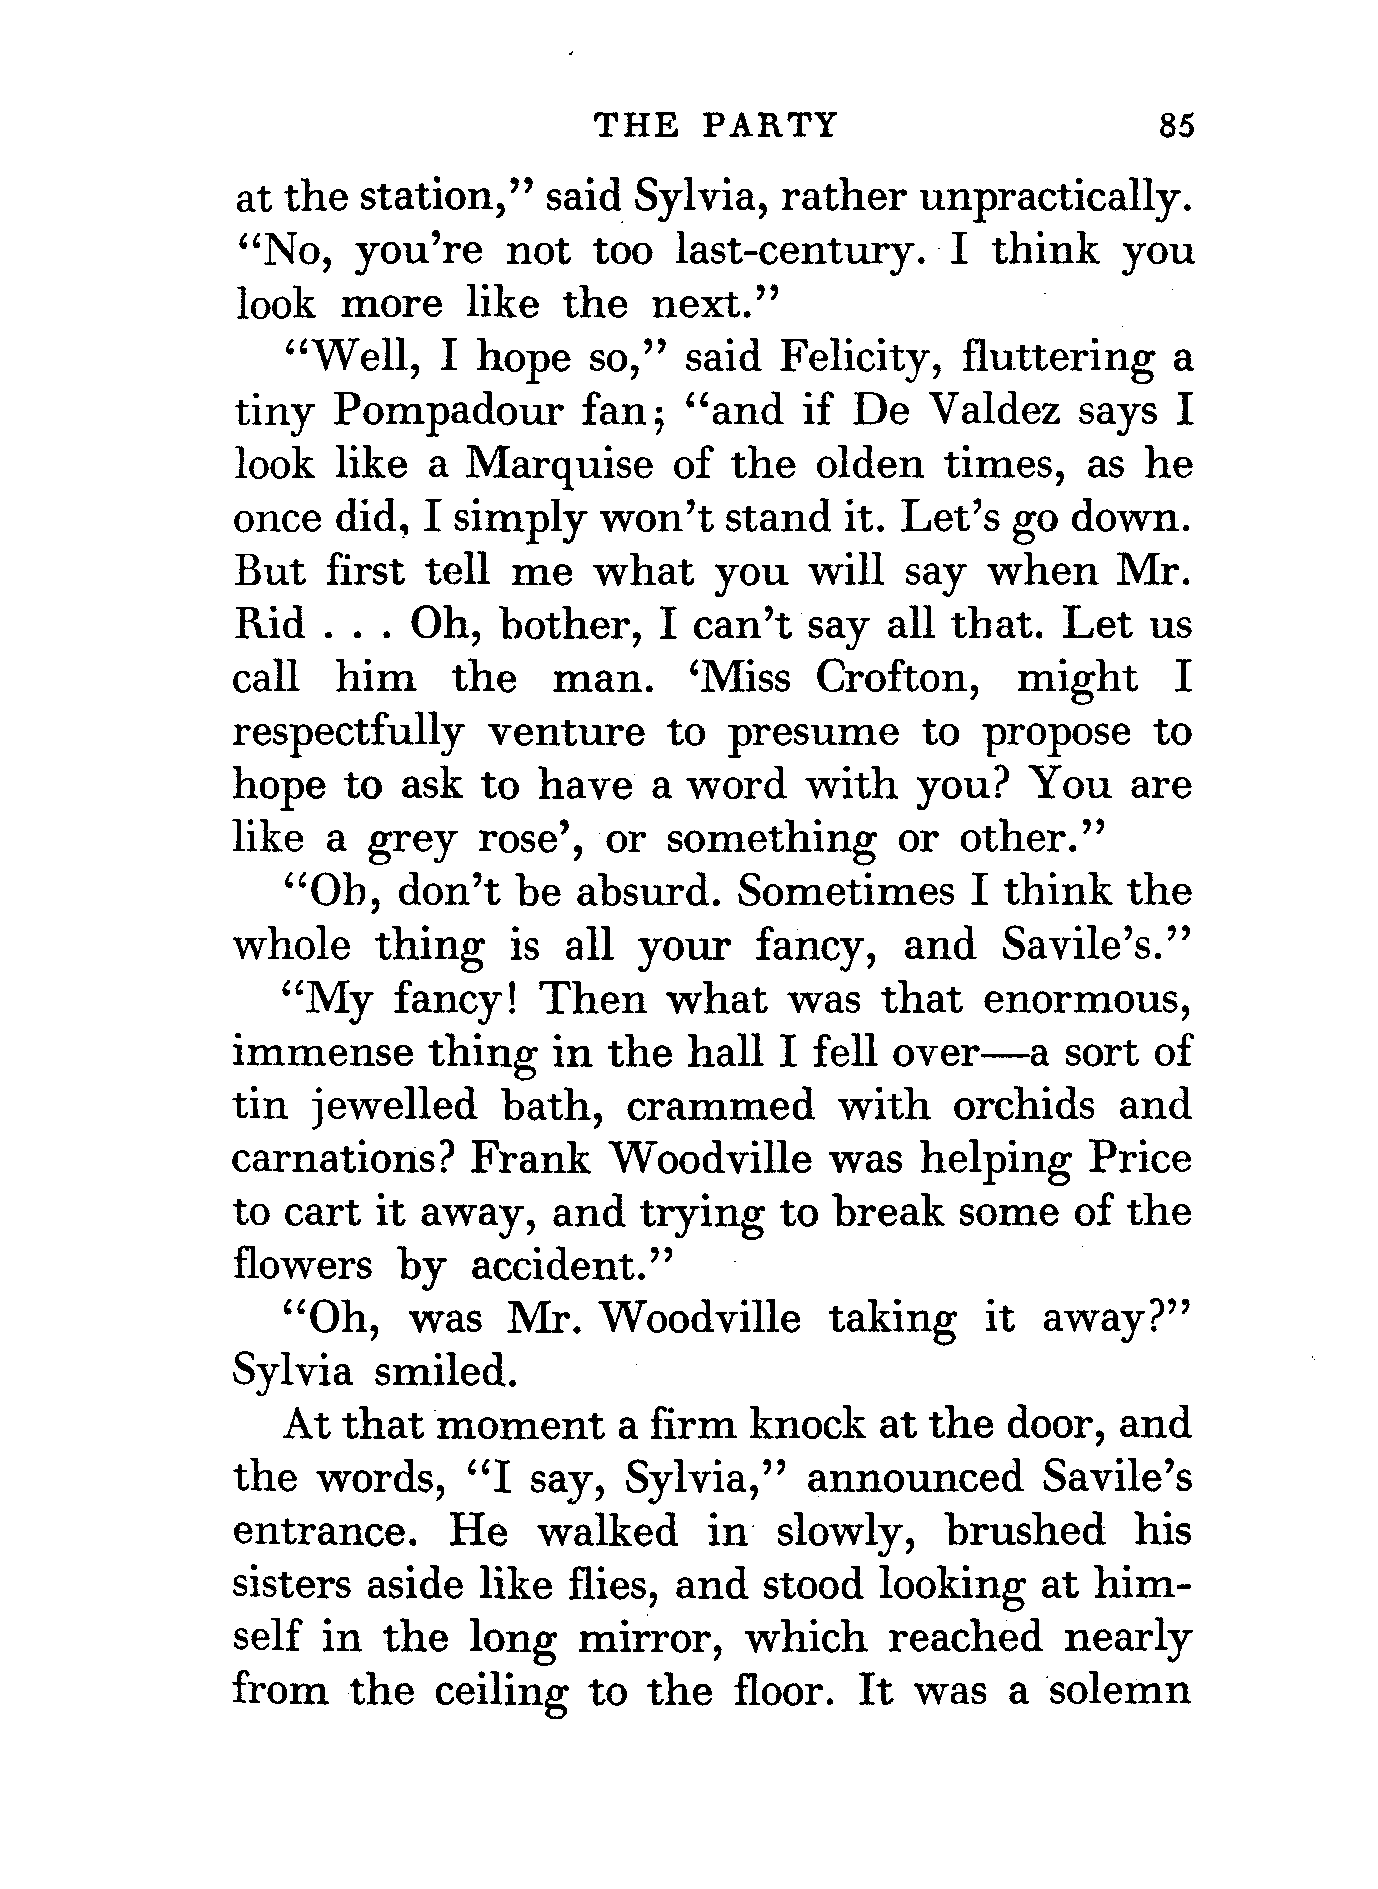 THE PARTY 85
at the station,” said Sylvia, rather unpractically.
“No, you’re not too last-century. I think you
look more like the next.”
“Well, I hope so,” said Felicity, fluttering a
tiny Pompadour fan; “and if De Valdez says I
look like a Marquise of the olden times, as he
once did, I simply won’t stand it. Let’s go down.
But first tell me what you will say when Mr.
Rid . . . Oh, bother, I can’t say all that. Let us
call him the man. ‘Miss Crofton, might I
respectfully venture to presume to propose to
hope to ask to have a word with you? You are
like a grey rose’, or something or other.”
“Oh, don’t be absurd. Sometimes I think the
whole thing is all your fancy, and Savile’s.”
“My fancy! Then what was that enormous,
immense thing in the hall I fell over—a sort of
tin jewelled bath, crammed with orchids and
carnations? Frank Woodville was helping Price
to cart it away, and trying to break some of the
flowers by accident.”
“Oh, was Mr. Woodville taking it away?”
Sylvia smiled.
At that moment a firm knock at the door, and
the words, “I say, Sylvia,” announced Savile’s
entrance. He walked in slowly, brushed his
sisters aside like flies, and stood looking at him-
self in the long mirror, which reached nearly
from the ceiling to the floor. It was a solemn